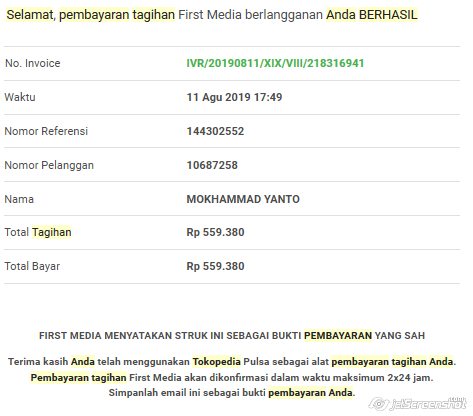 Selamat, pembayaran tagihan First Media berlangganan Anda BERHASIL
No. Invoice IVR/20190811/XIX/VIII/218316941
Waktu 11 Agu 2019 17:49
Nomor Referensi 144302552
Nomor Pelanggan 10687258
Nama MOKHAMMAD YANTO
Total Tagihan Rp 559.380
Total Bayar Rp 559.380
FIRST MEDIA MENYATAKAN STRUK INI SEBAGAI BUKTI PEMBAYARAN YANG SAH
Terima kasih Anda telah menggunakan Tokopedia Pulsa sebagai alat pembayaran tagihan Anda.
Pembayaran tagihan First Media akan dikonfirmasi dalam waktu maksimum 2x24 jam.
Simpanlah email ini sebagai bukti pembayaran Anda.
jetScreenshot